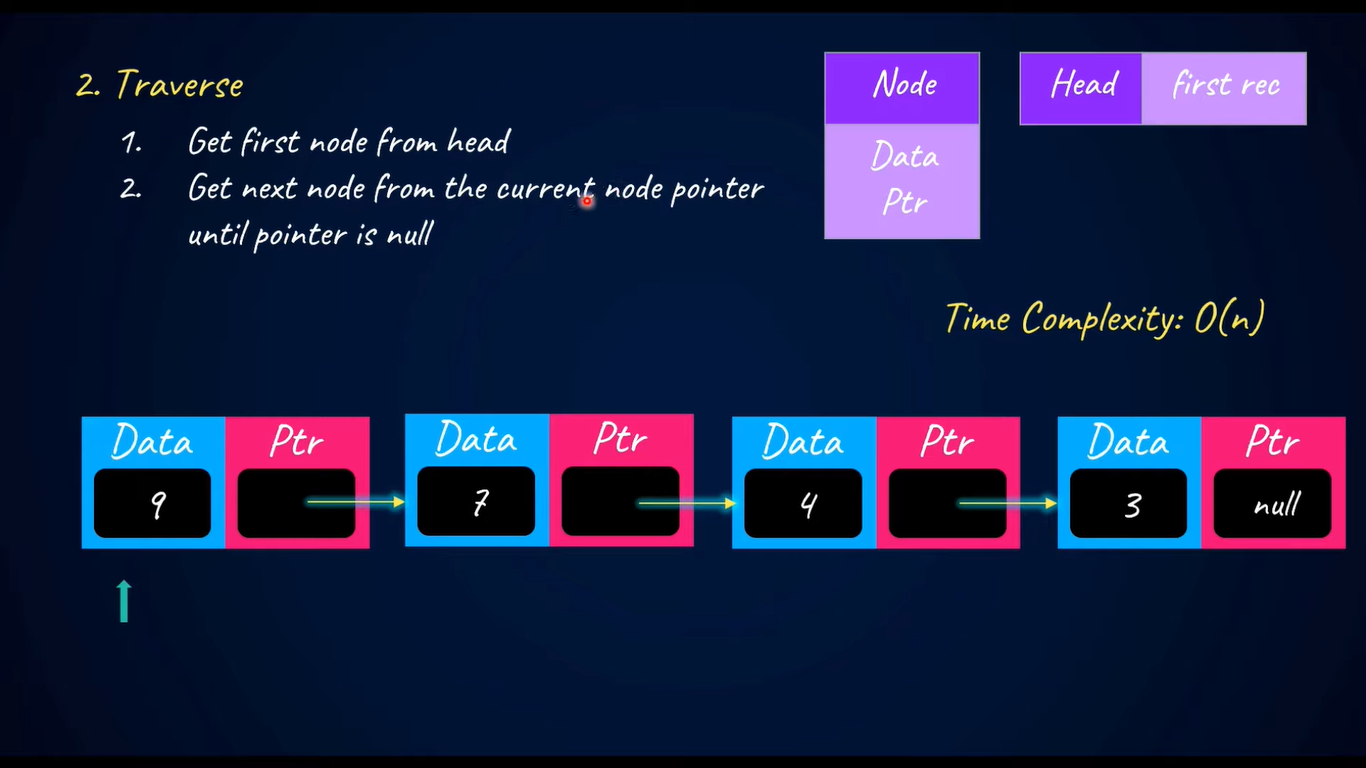 2. Traverse
1. Get first node from head
2. Get next node from the current node pointer
until pointer is null
Node
Data
Ptr
Head first rec
Time Complexity: O(n)
Data Ptr
9
Data Ptr
7
Data Ptr
4
Data Ptr
3 null